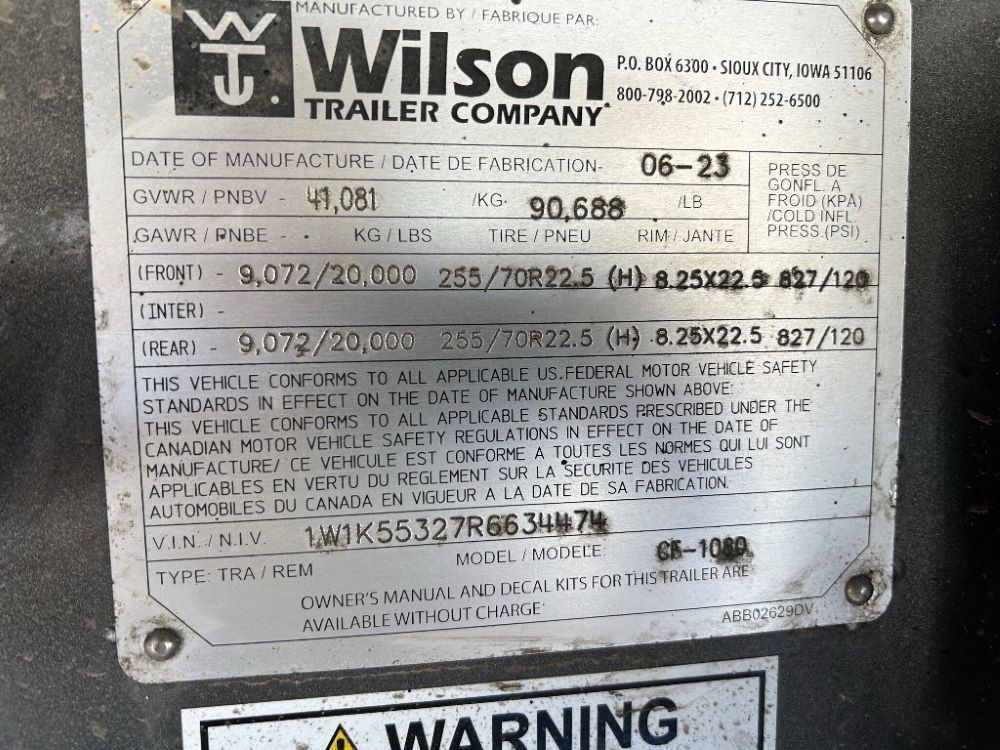 MANUFACTURED BY / FABRIQUE PAR:
Wilson
TRAILER COMPANY
P.O. BOX 6300 • SIOUX CITY, IOWA 51106
800-798-2002 • (712) 252-6500
DATE OF MANUFACTURE / DATE DE FABRICATION- 06-23
PRESS DE
GONFL. A
FROID (KPA)
/COLD INFL.
PRESS.(PSI)
GVWR / PNBV - 41,081 /KG- 90,688 /LB
GAWR / PNBE - KG / LBS TIRE / PNEU RIM / JANTE
(FRONT) - 9,072/20,000 255/70R22.5 (H) 8.25X22.5 827/120
(INTER) -
(REAR) - 9,072/20,000 255/70R22.5 (H) 8.25X22.5 827/120
THIS VEHICLE CONFORMS TO ALL APPLICABLE US.FEDERAL MOTOR VEHICLE SAFETY
STANDARDS IN EFFECT ON THE DATE OF MANUFACTURE SHOWN ABOVE:
THIS VEHICLE CONFORMS TO ALL APPLICABLE STANDARDS PRESCRIBED UNDER THE
CANADIAN MOTOR VEHICLE SAFETY REGULATIONS IN EFFECT ON THE DATE OF
MANUFACTURE/ CE VEHICULE EST CONFORME A TOUTES LES NORMES QUI LUI SONT
APPLICABLES EN VERTU DU REGLEMENT SUR LA SECURITE DES VEHICULES
AUTOMOBILES DU CANADA EN VIGUEUR A LA DATE DE SA FABRICATION.
V.I.N. / N.I.V. 1W1K55327R6634474
TYPE: TRA / REM MODEL / MODELE: CF-1080
OWNER'S MANUAL AND DECAL KITS FOR THIS TRAILER ARE
AVAILABLE WITHOUT CHARGE
ABB02629DV
WARNING